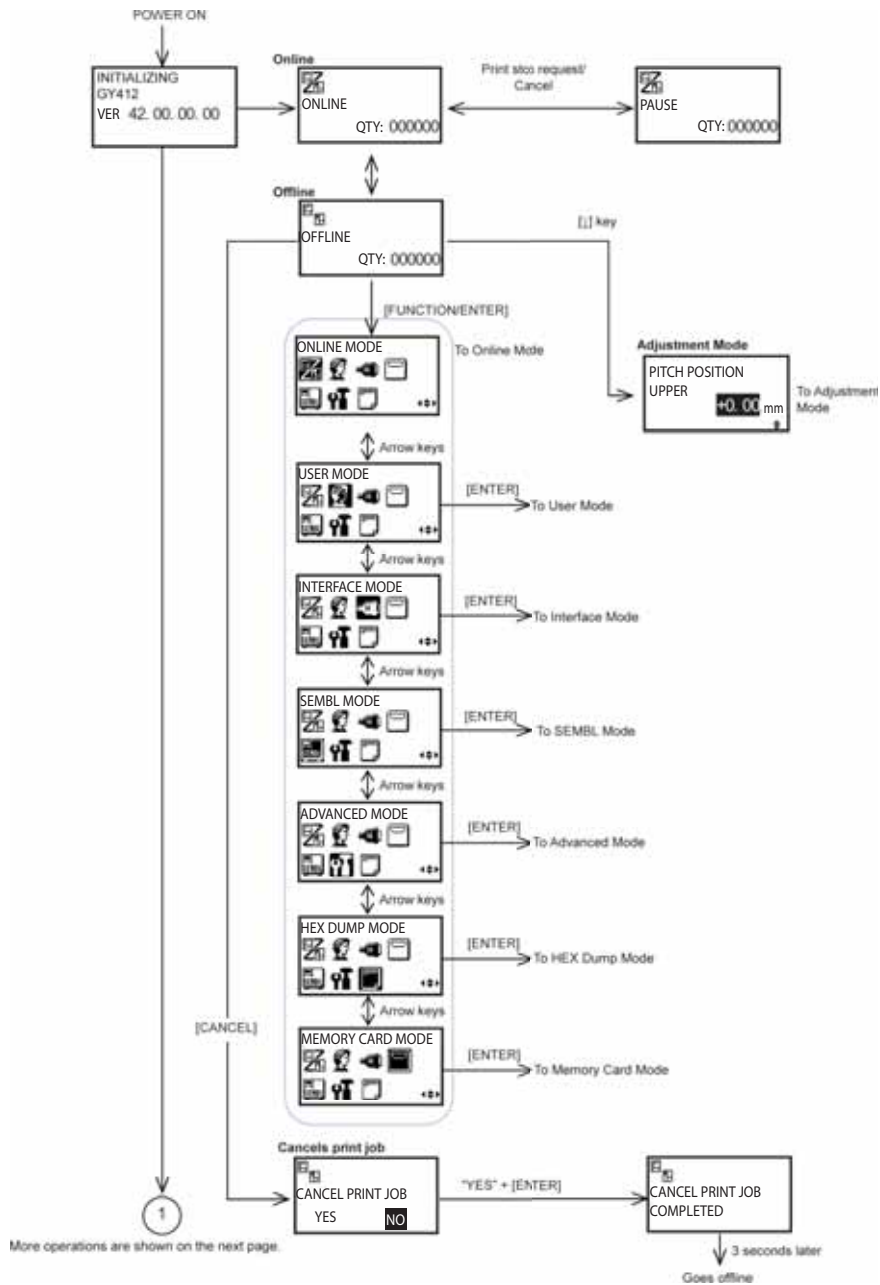 POWER ON
INITIALIZING
GY412
VER 42. 00. 00. 00
Online
ONLINE
QTY: 000000
Print stco request/
Cancel
PAUSE
QTY: 000000
Offline
OFFLINE
QTY: 000000
[↓] key
[FUNCTION/ENTER]
ONLINE MODE
To Online Mode
Adjustment Mode
PITCH POSITION
UPPER
+0. 00 mm
To Adjustment
Mode
Arrow keys
USER MODE
[ENTER]
To User Mode
Arrow keys
INTERFACE MODE
[ENTER]
To Interface Mode
Arrow keys
SEMBL MODE
[ENTER]
To SEMBL Mode
Arrow keys
ADVANCED MODE
[ENTER]
To Advanced Mode
Arrow keys
HEX DUMP MODE
[ENTER]
To HEX Dump Mode
Arrow keys
[CANCEL]
MEMORY CARD MODE
[ENTER]
To Memory Card Mode
Cancels print job
CANCEL PRINT JOB
YES NO
"YES" + [ENTER]
CANCEL PRINT JOB
COMPLETED
1
More operations are shown on the next page.
3 seconds later
Goes offline